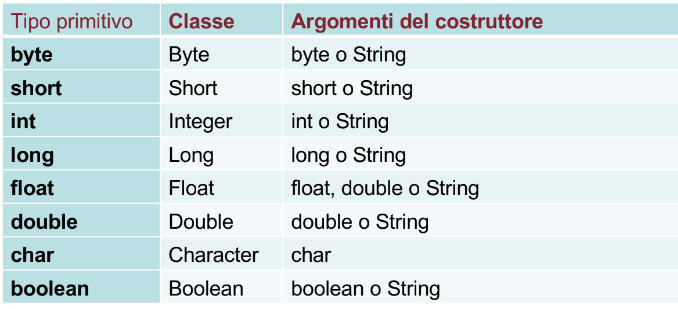 Tipo primitivo Classe Argomenti del costruttore
byte Byte byte o String
short Short short o String
int Integer int o String
long Long long o String
float Float float, double o String
double Double double o String
char Character char
boolean Boolean boolean o String